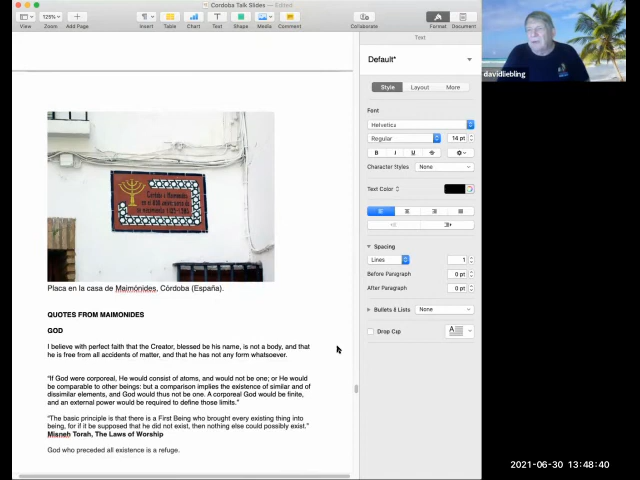 Cordoba Talk Slides — Edited
125%
View
Zoom
Add Page
Insert
Table
Chart
Text
Shape
Media
Comment
Collaborate
Format
Document
Text
Default*
Style
Layout
More
Font
Helvetica
Regular
14 pt
B I U S
Character Styles
None
Text Color
Spacing
Lines
1
Before Paragraph
0 pt
After Paragraph
0 pt
Bullets & Lists
None
Drop Cap
A
davidliebling
Placa en la casa de Maimónides, Córdoba (España).
QUOTES FROM MAIMONIDES
GOD
I believe with perfect faith that the Creator, blessed be his name, is not a body, and that
he is free from all accidents of matter, and that he has not any form whatsoever.
"If God were corporeal, He would consist of atoms, and would not be one; or He would
be comparable to other beings: but a comparison implies the existence of similar and of
dissimilar elements, and God would thus not be one. A corporeal God would be finite,
and an external power would be required to define those limits."
"The basic principle is that there is a First Being who brought every existing thing into
being, for if it be supposed that he did not exist, then nothing else could possibly exist."
Misneh Torah, The Laws of Worship
God who preceded all existence is a refuge.
2021-06-30 13:48:40